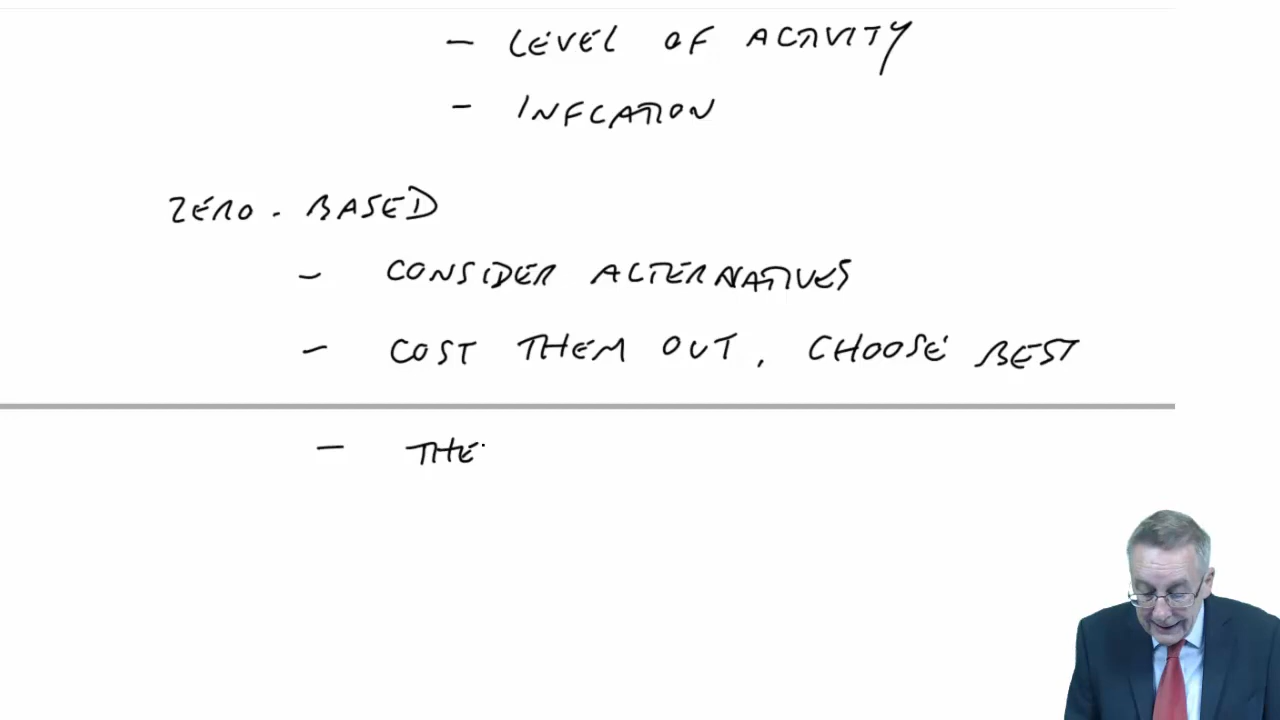 - LEVEL OF ACTIVITY
- INFLATION
ZERO - BASED
- CONSIDER ALTERNATIVES
- COST THEM OUT, CHOOSE BEST
- THE